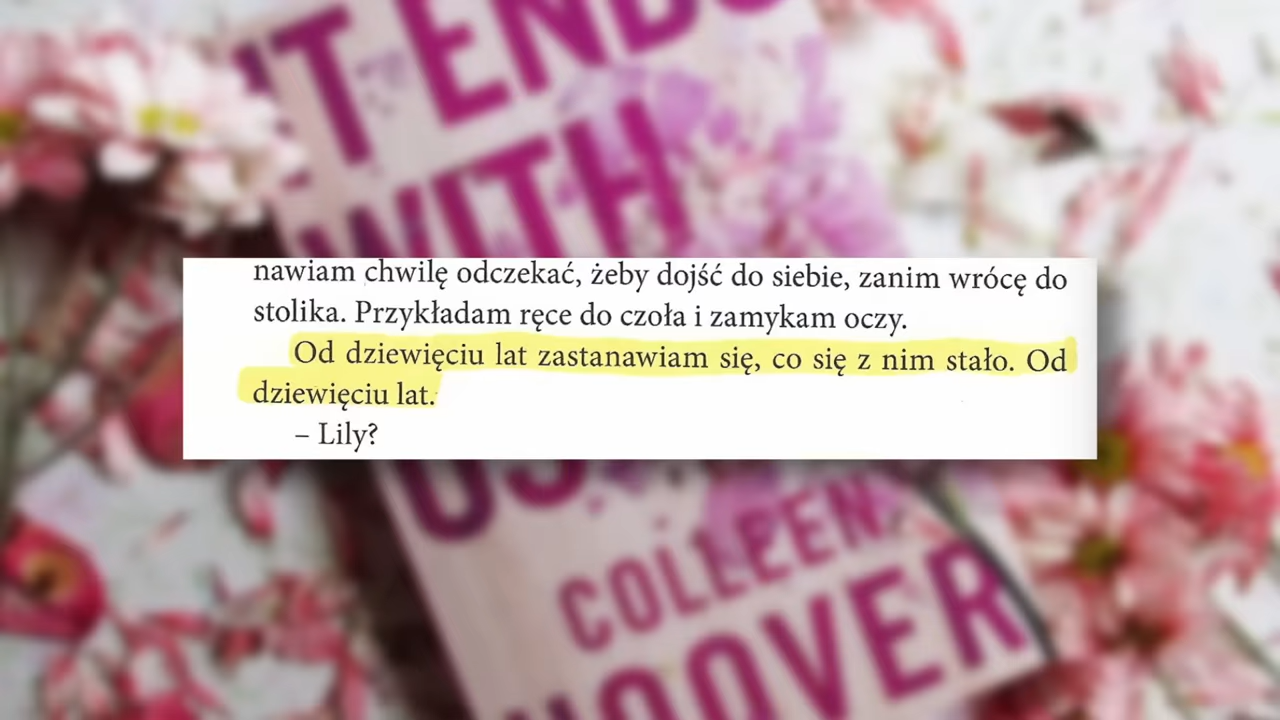 IT ENDS
WITH
nawiam chwilę odczekać, żeby dojść do siebie, zanim wrócę do
stolika. Przykładam ręce do czoła i zamykam oczy.
Od dziewięciu lat zastanawiam się, co się z nim stało. Od
dziewięciu lat.
– Lily?
US
COLLEEN
HOOVER